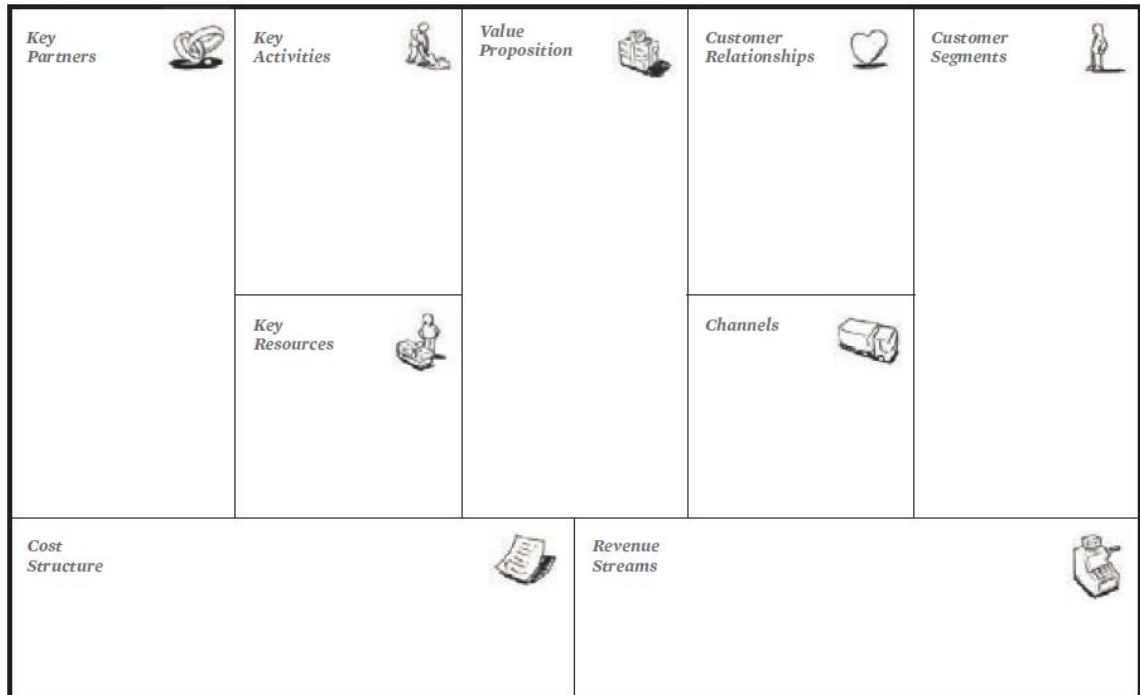 Key
Partners
Key
Activities
Value
Proposition
Customer
Relationships
Customer
Segments
Key
Resources
Channels
Cost
Structure
Revenue
Streams